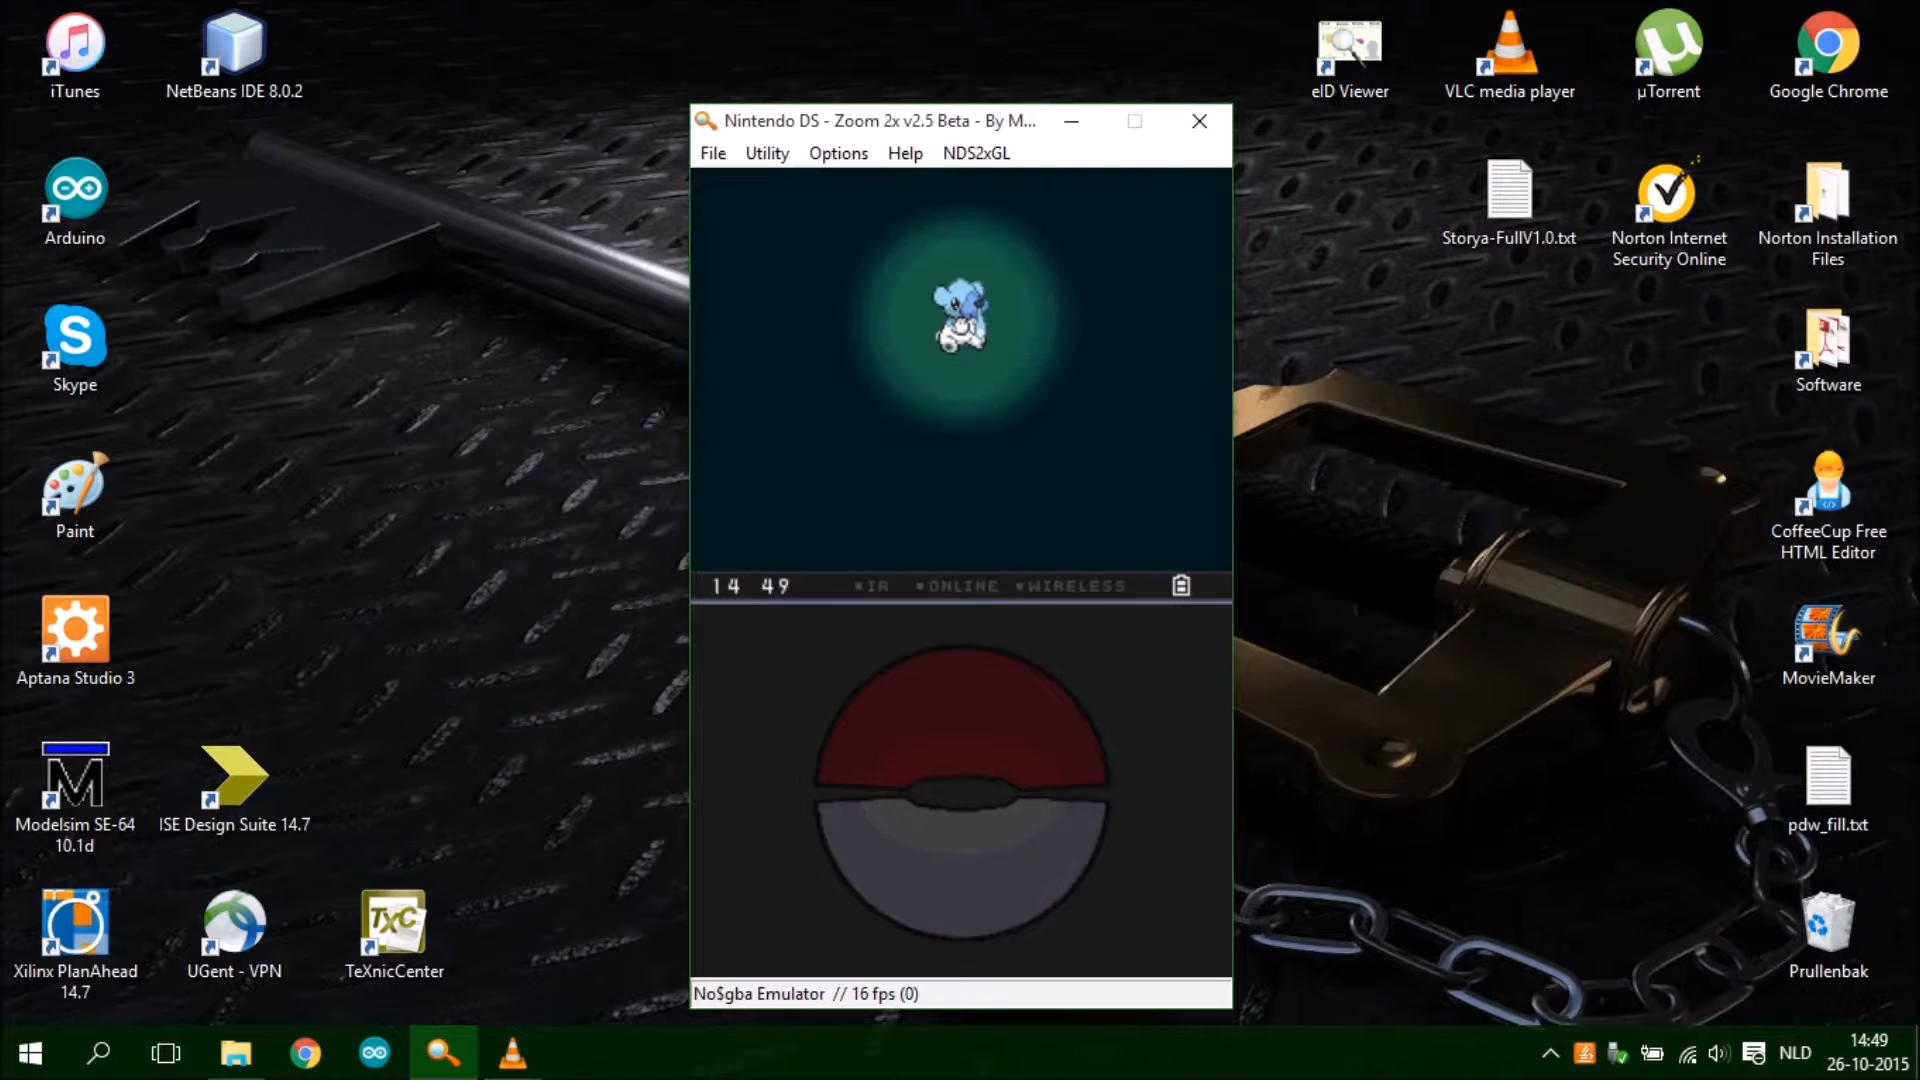 iTunes
NetBeans IDE 8.0.2
eID Viewer
VLC media player
µTorrent
Google Chrome
Nintendo DS - Zoom 2x v2.5 Beta - By M...
File Utility Options Help NDS2xGL
Arduino
Storya-FullV1.0.txt
Norton Internet
Security Online
Norton Installation
Files
Skype
Software
Paint
CoffeeCup Free
HTML Editor
14 49 IR ONLINE WIRELESS
Aptana Studio 3
MovieMaker
M
Modelsim SE-64
10.1d
ISE Design Suite 14.7
pdw_fill.txt
TXC
Xilinx PlanAhead
14.7
UGent - VPN
TeXnicCenter
Prullenbak
No$gba Emulator // 16 fps (0)
NLD
14:49
26-10-2015